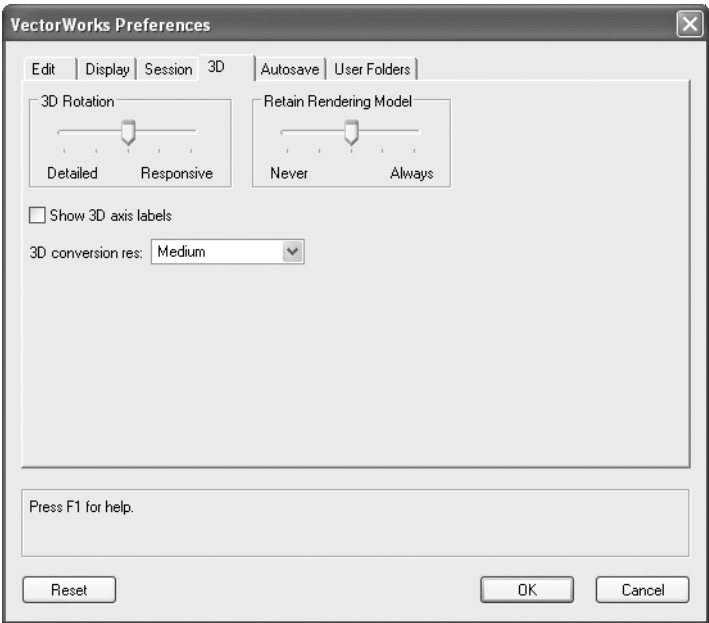 VectorWorks Preferences
Edit Display Session 3D Autosave User Folders
3D Rotation
Detailed Responsive
Retain Rendering Model
Never Always
Show 3D axis labels
3D conversion res: Medium
Press F1 for help.
Reset OK Cancel